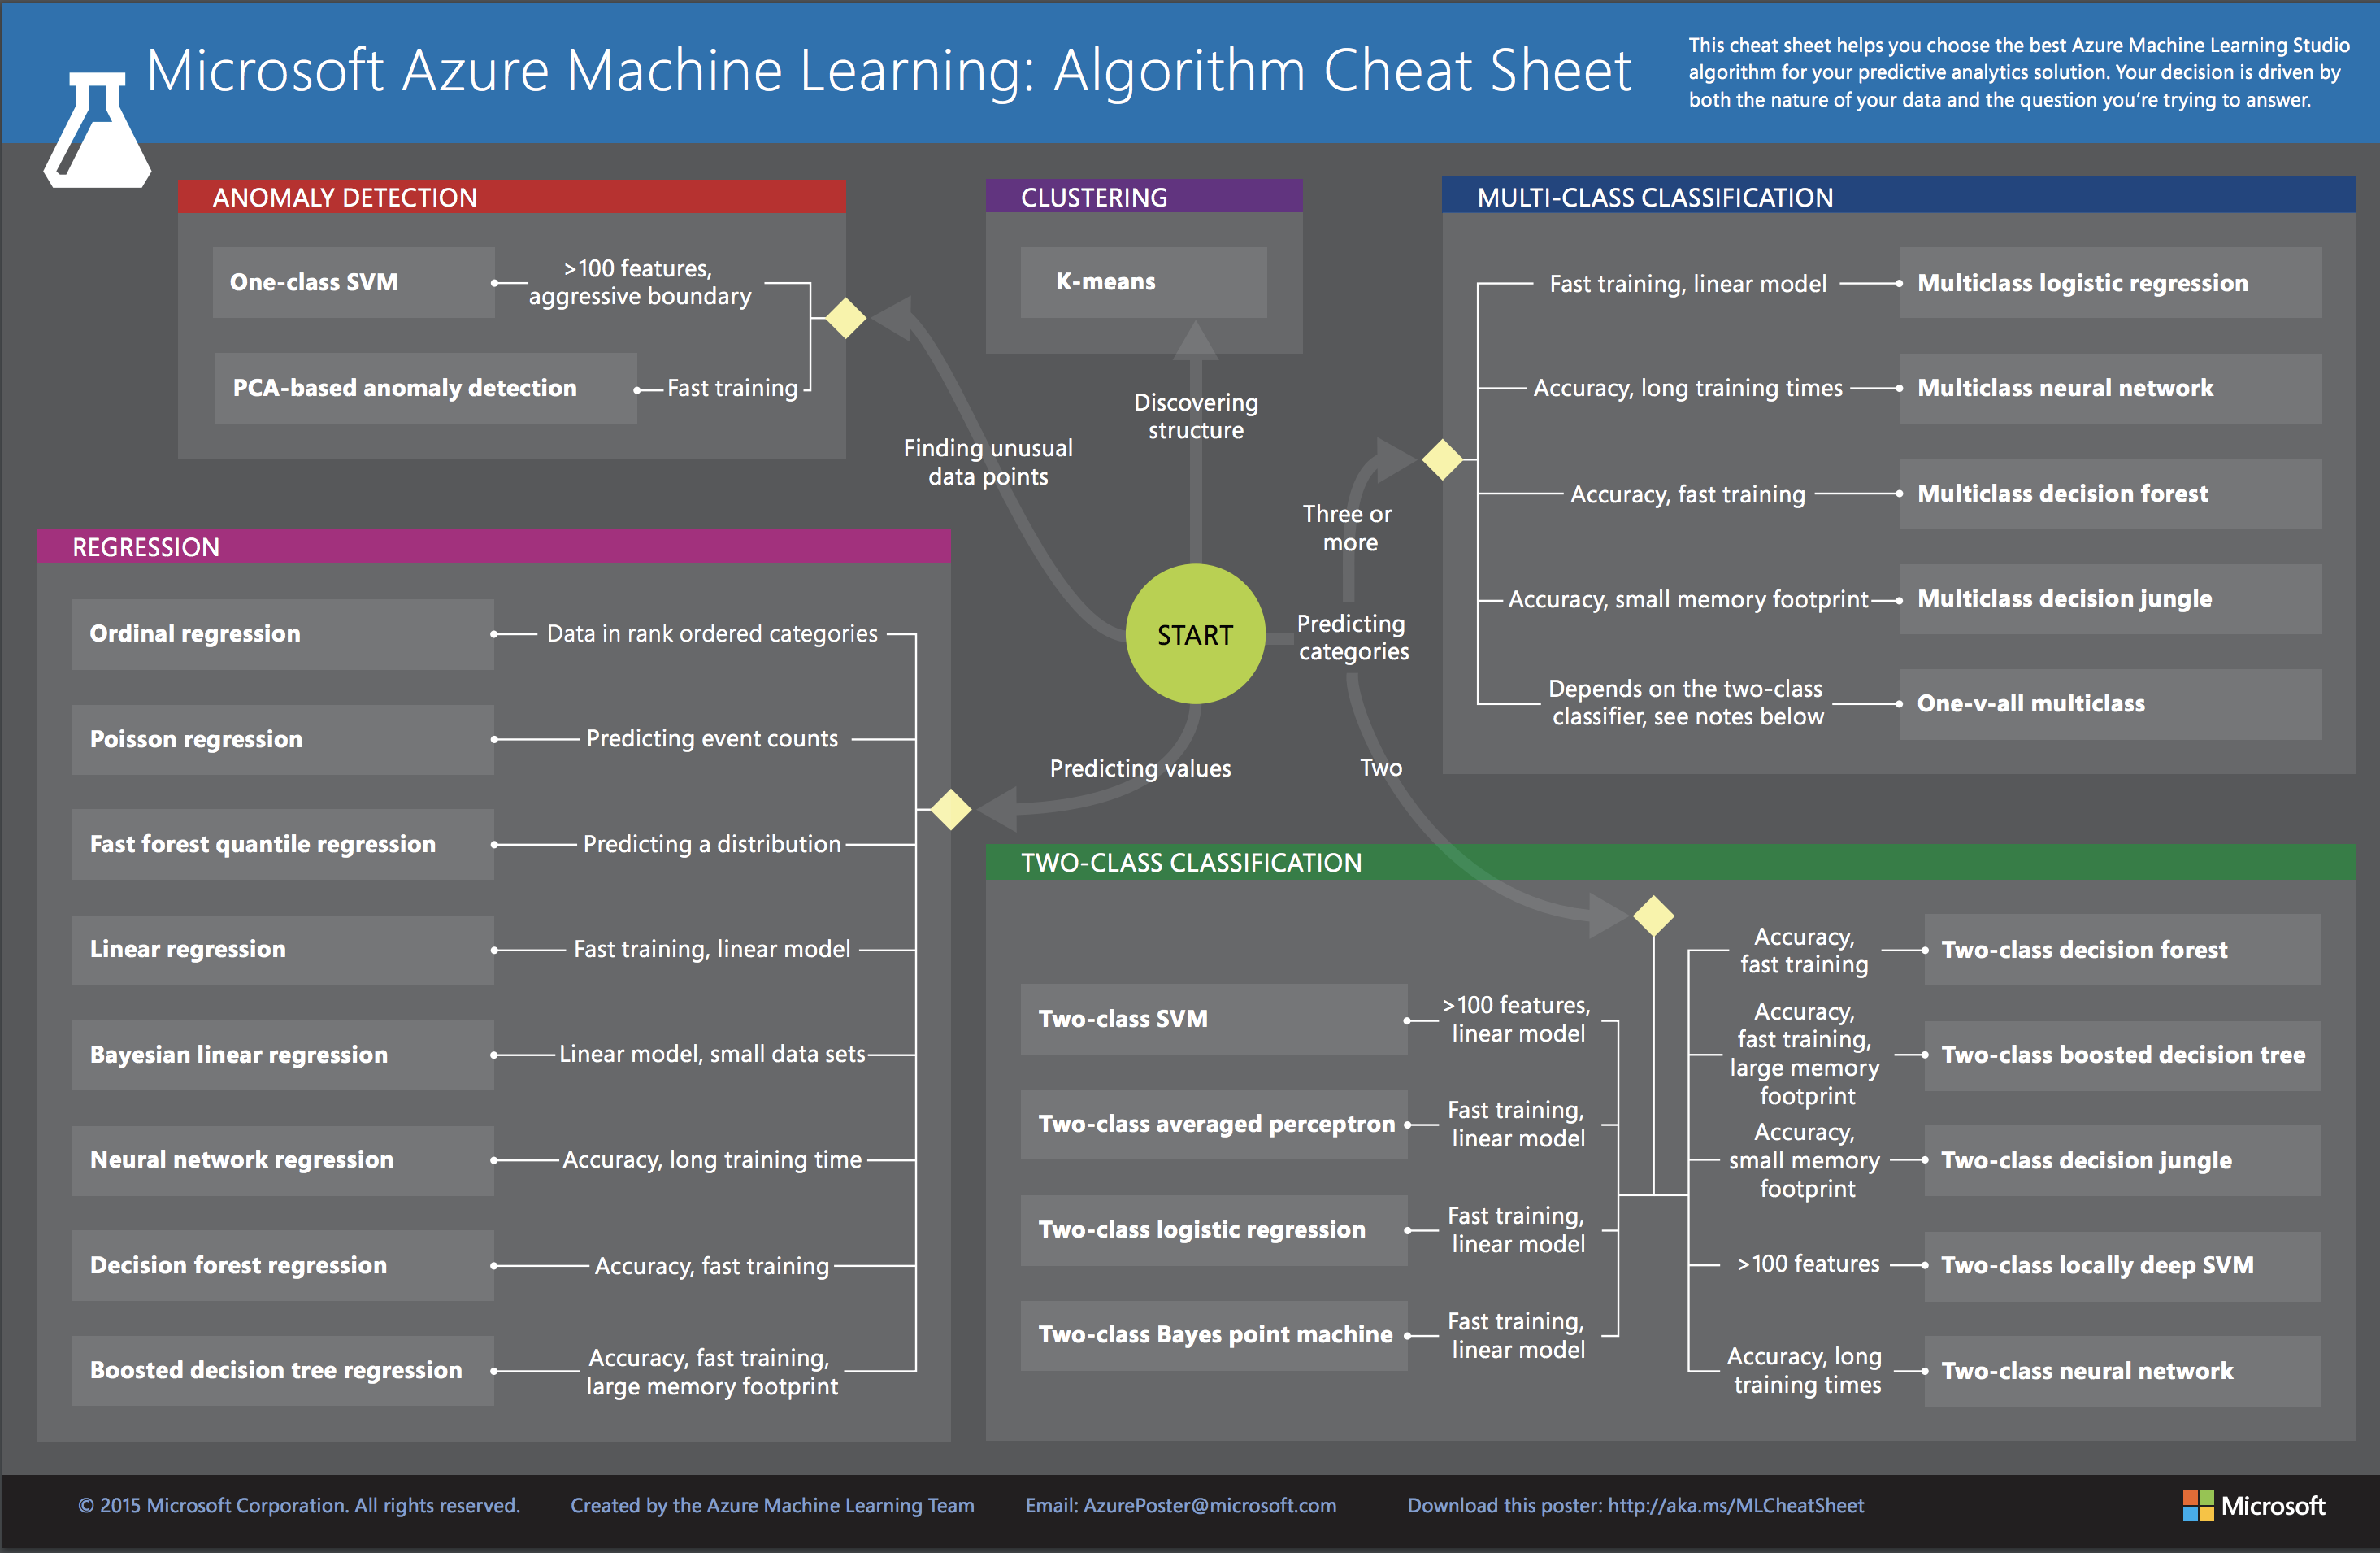 Microsoft Azure Machine Learning: Algorithm Cheat Sheet
This cheat sheet helps you choose the best Azure Machine Learning Studio
algorithm for your predictive analytics solution. Your decision is driven by
both the nature of your data and the question you’re trying to answer.
ANOMALY DETECTION
One-class SVM
>100 features,
aggressive boundary
PCA-based anomaly detection
Fast training
CLUSTERING
K-means
MULTI-CLASS CLASSIFICATION
Fast training, linear model
Multiclass logistic regression
Accuracy, long training times
Multiclass neural network
Accuracy, fast training
Multiclass decision forest
Accuracy, small memory footprint
Multiclass decision jungle
Depends on the two-class
classifier, see notes below
One-v-all multiclass
Finding unusual
data points
Discovering
structure
Three or
more
START
Predicting
categories
Predicting values
Two
REGRESSION
Ordinal regression
Data in rank ordered categories
Poisson regression
Predicting event counts
Fast forest quantile regression
Predicting a distribution
Linear regression
Fast training, linear model
Bayesian linear regression
Linear model, small data sets
Neural network regression
Accuracy, long training time
Decision forest regression
Accuracy, fast training
Boosted decision tree regression
Accuracy, fast training,
large memory footprint
TWO-CLASS CLASSIFICATION
Two-class SVM
>100 features,
linear model
Two-class averaged perceptron
Fast training,
linear model
Two-class logistic regression
Fast training,
linear model
Two-class Bayes point machine
Fast training,
linear model
Accuracy,
fast training
Two-class decision forest
Accuracy,
fast training,
large memory
footprint
Two-class boosted decision tree
Accuracy,
small memory
footprint
Two-class decision jungle
>100 features
Two-class locally deep SVM
Accuracy, long
training times
Two-class neural network
© 2015 Microsoft Corporation. All rights reserved.
Created by the Azure Machine Learning Team
Email: AzurePoster@microsoft.com
Download this poster: http://aka.ms/MLCheatSheet
Microsoft